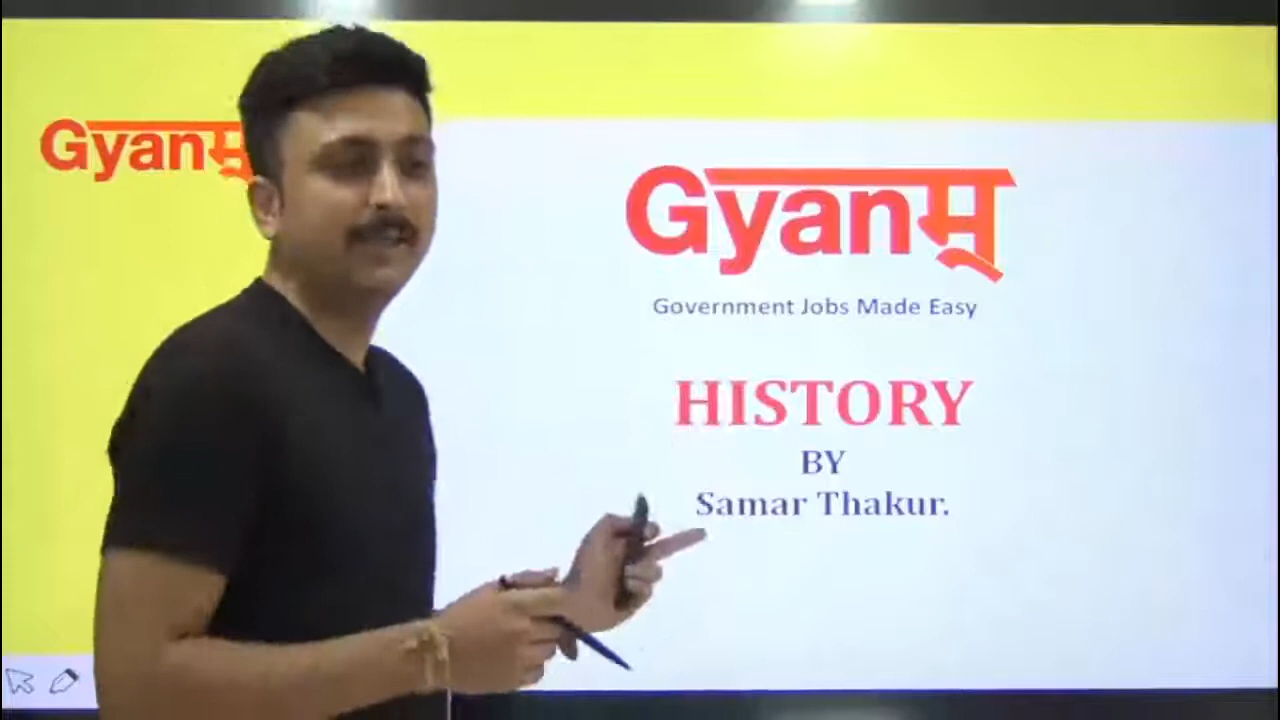 Gyanम्
Gyanम्
Government Jobs Made Easy
HISTORY
BY
Samar Thakur.